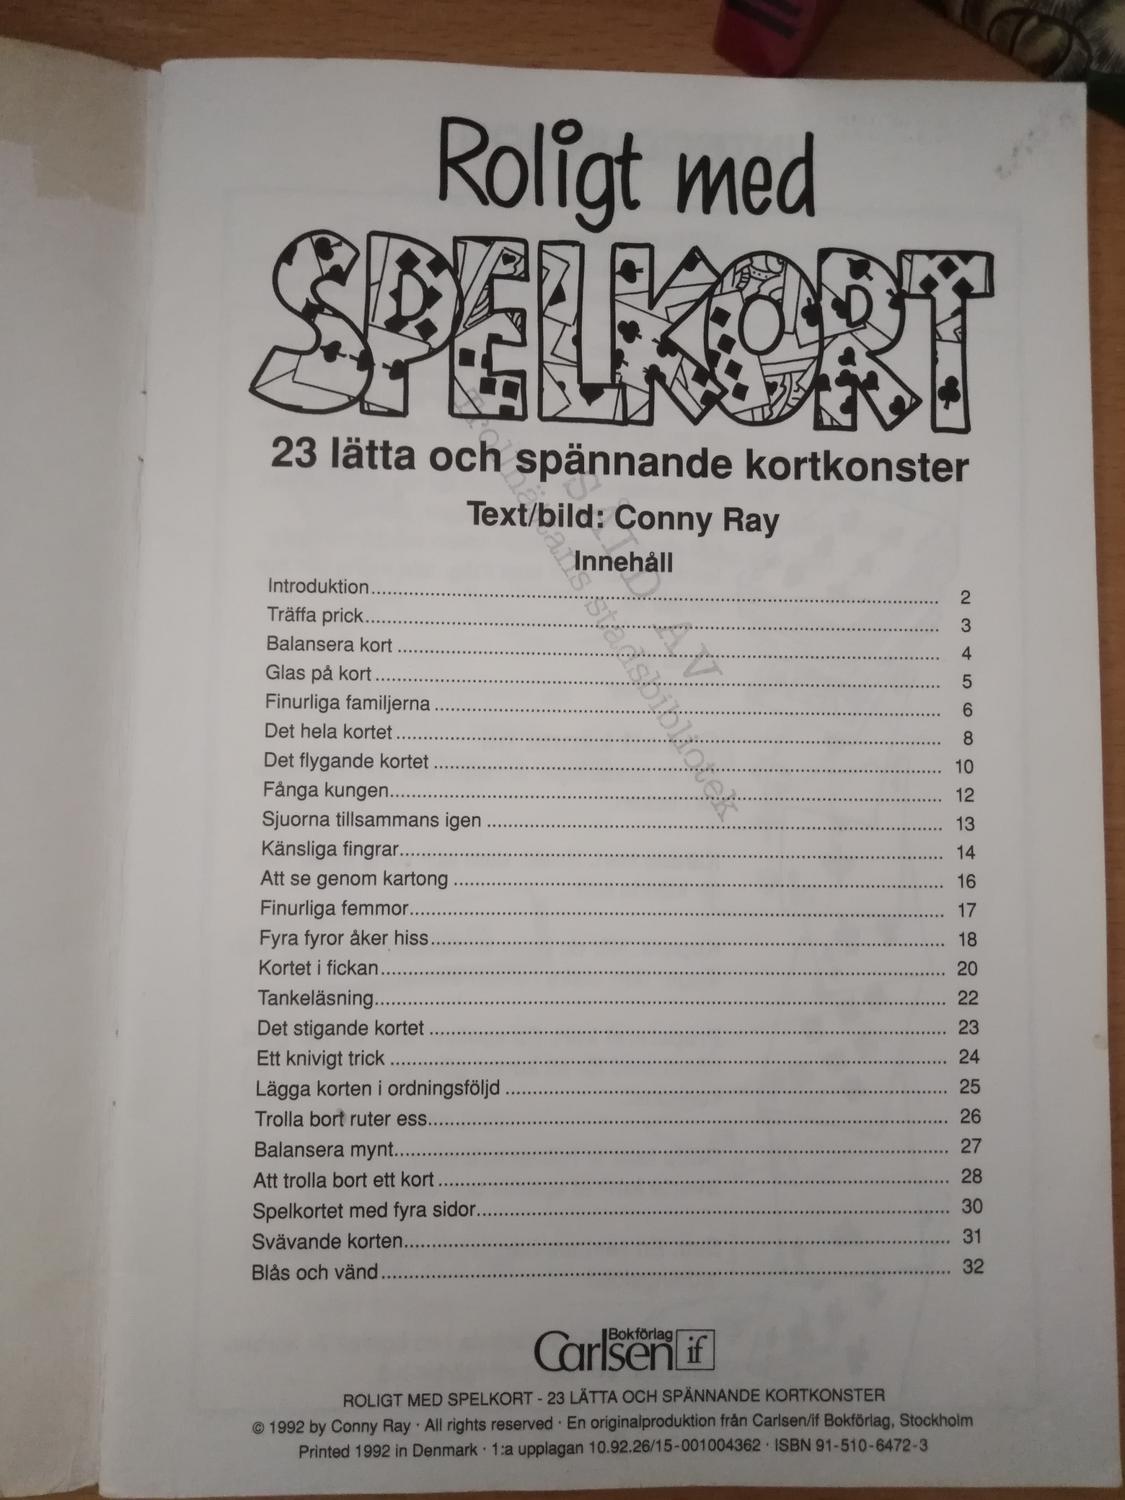 Roligt med
SPELKORT
23 lätta och spännande kortkonster
Text/bild: Conny Ray
SÅLD AV
Trollhättans stadsbibliotek
Innehåll
Introduktion 2
Träffa prick 3
Balansera kort 4
Glas på kort 5
Finurliga familjerna 6
Det hela kortet 8
Det flygande kortet 10
Fånga kungen 12
Sjuorna tillsammans igen 13
Känsliga fingrar 14
Att se genom kartong 16
Finurliga femmor 17
Fyra fyror åker hiss 18
Kortet i fickan 20
Tankeläsning 22
Det stigande kortet 23
Ett knivigt trick 24
Lägga korten i ordningsföljd 25
Trolla bort ruter ess 26
Balansera mynt 27
Att trolla bort ett kort 28
Spelkortet med fyra sidor 30
Svävande korten 31
Blås och vänd 32
Bokförlag
Carlsen if
ROLIGT MED SPELKORT - 23 LÄTTA OCH SPÄNNANDE KORTKONSTER
© 1992 by Conny Ray · All rights reserved · En originalproduktion från Carlsen/if Bokförlag, Stockholm
Printed 1992 in Denmark · 1:a upplagan 10.92.26/15-001004362 · ISBN 91-510-6472-3